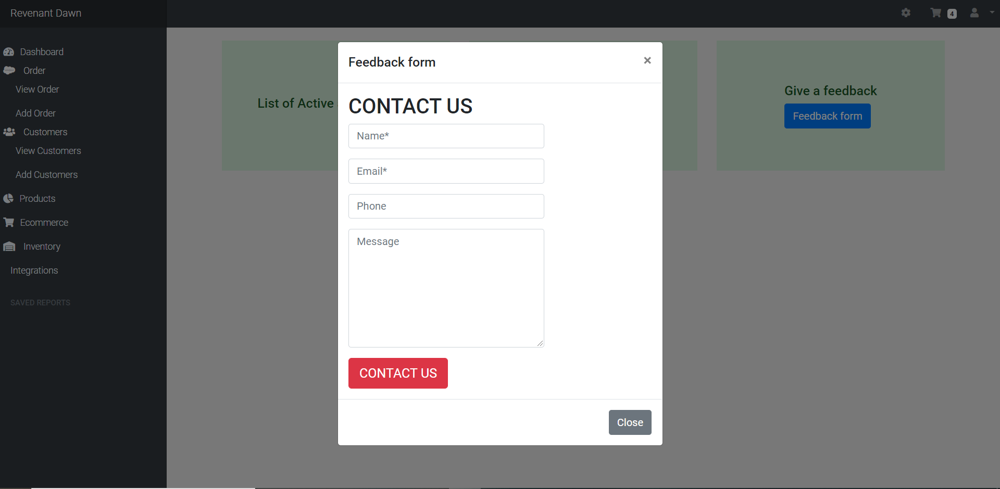 Revenant Dawn
4
Dashboard
Order
View Order
Add Order
Customers
View Customers
Add Customers
Products
Ecommerce
Inventory
Integrations
SAVED REPORTS
List of Active
Feedback form
×
CONTACT US
Name*
Email*
Phone
Message
CONTACT US
Close
Give a feedback
Feedback form